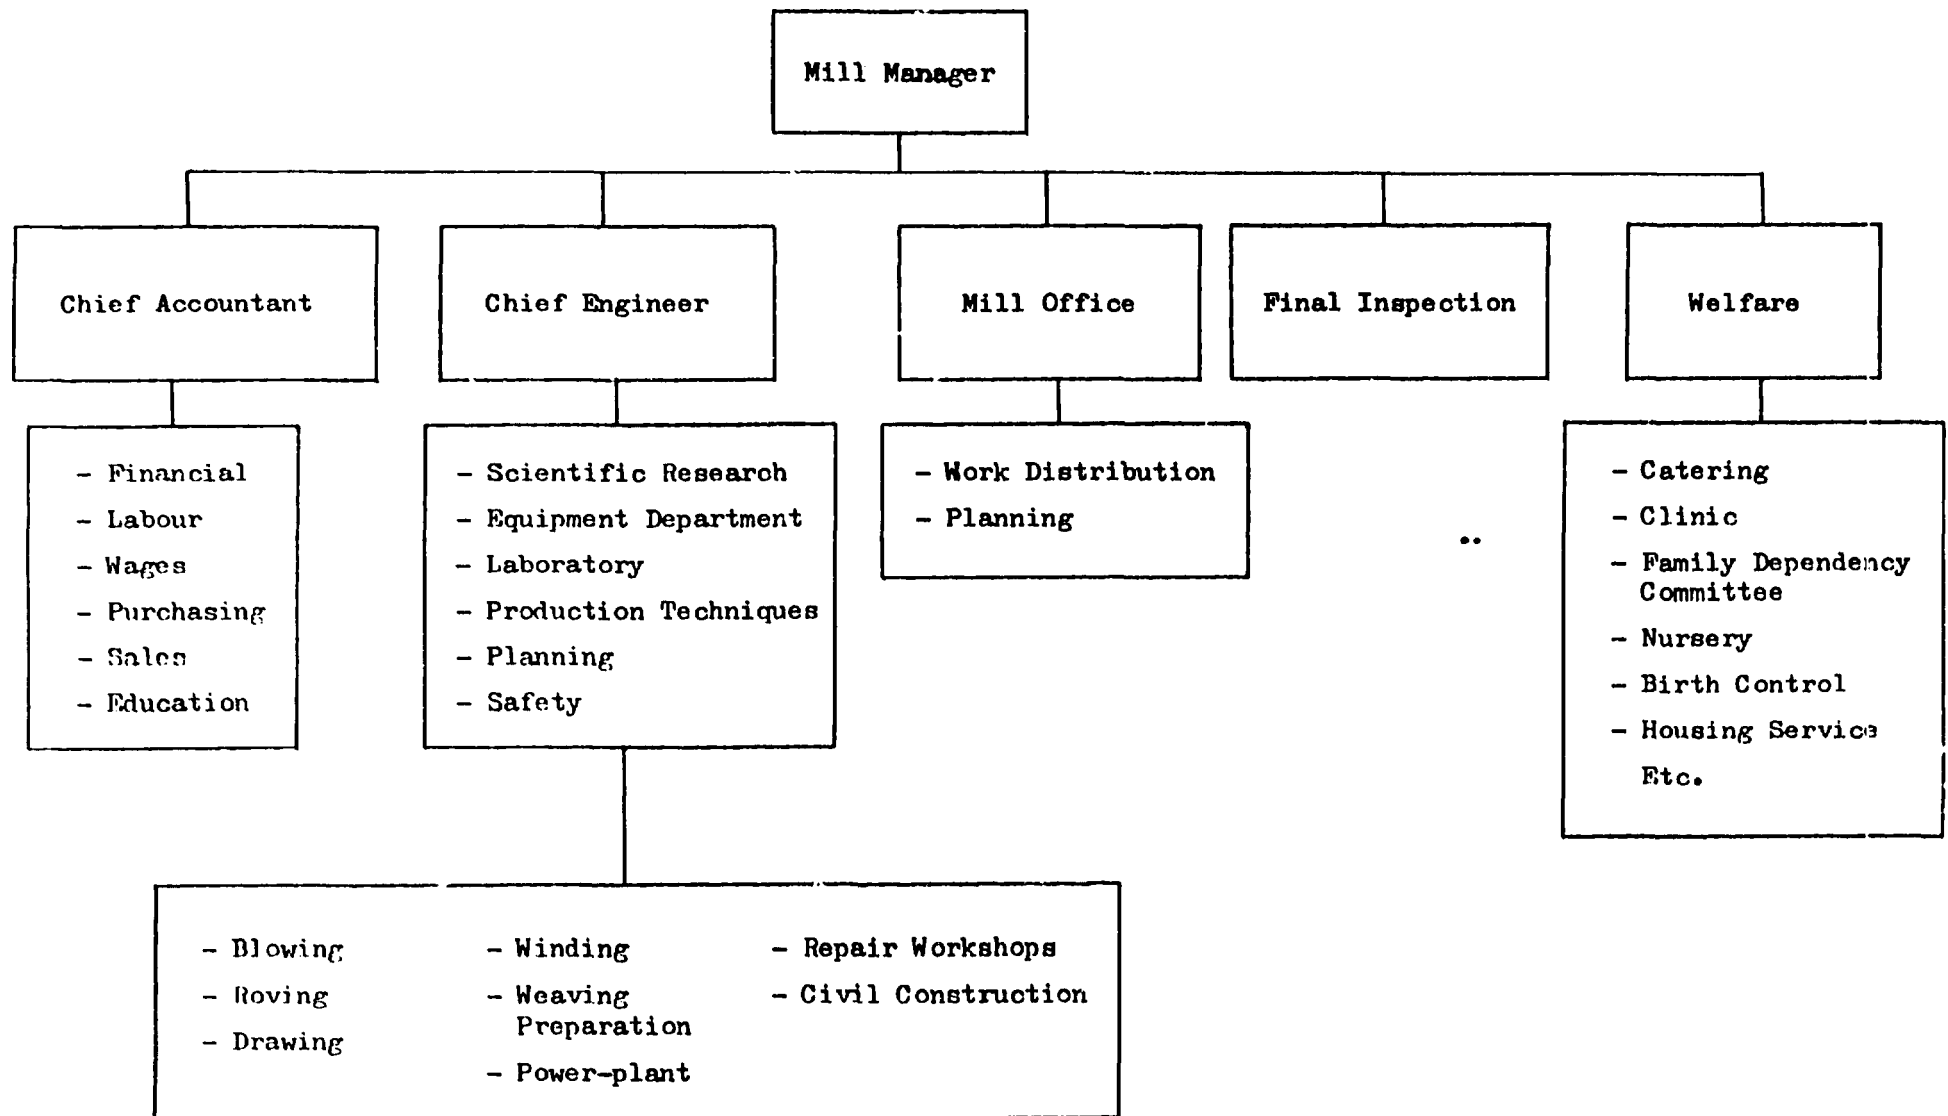 Mill Manager
Chief Accountant
Chief Engineer
Mill Office
Final Inspection
Welfare
- Financial
- Labour
- Wages
- Purchasing
- Sales
- Education
- Scientific Research
- Equipment Department
- Laboratory
- Production Techniques
- Planning
- Safety
- Work Distribution
- Planning
- Catering
- Clinic
- Family Dependency
Committee
- Nursery
- Birth Control
- Housing Service
Etc.
- Blowing
- Roving
- Drawing
- Winding
- Weaving
Preparation
- Power-plant
- Repair Workshops
- Civil Construction